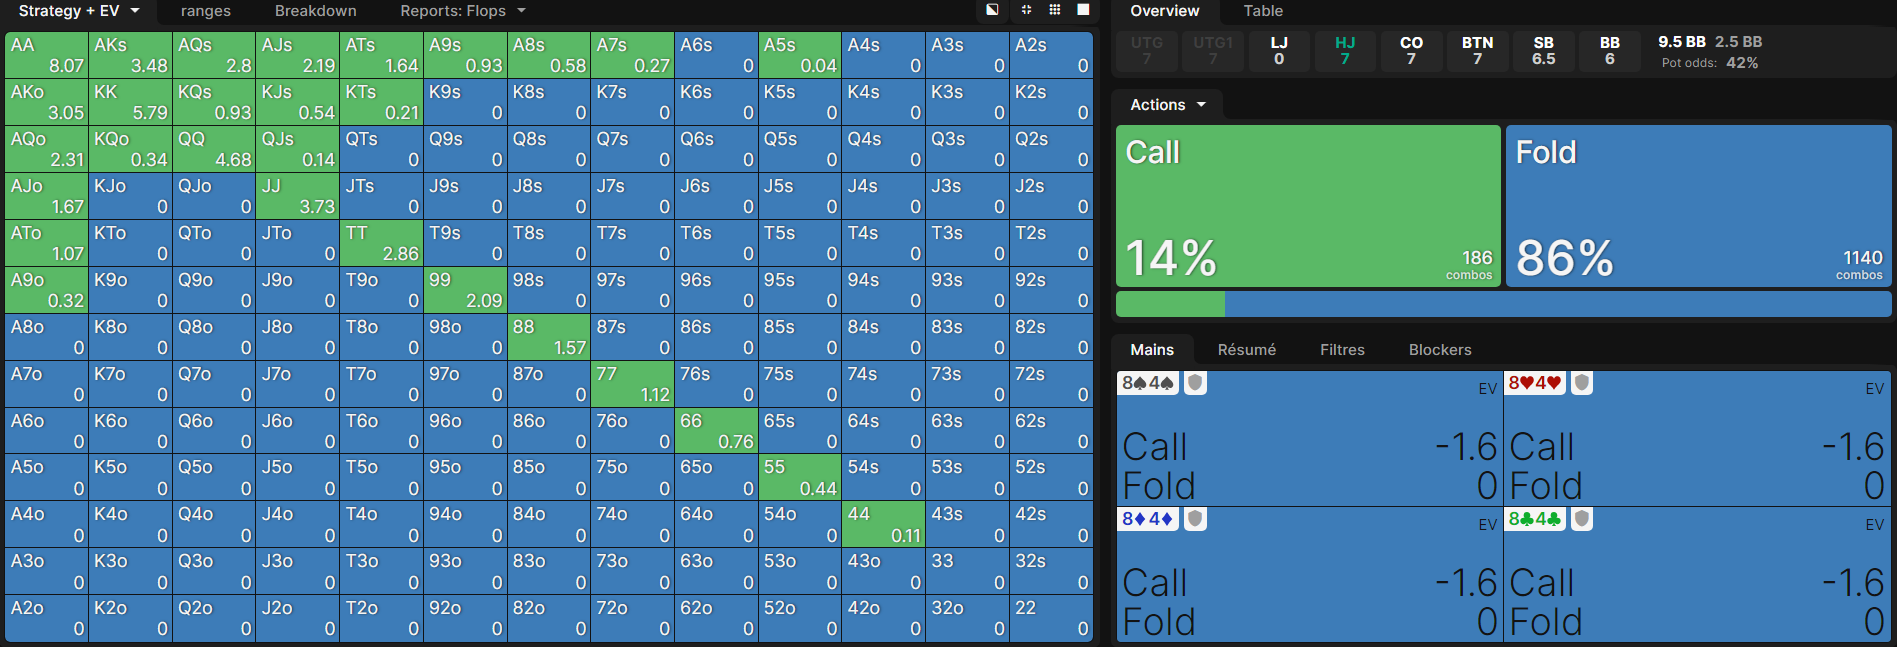 Strategy + EV ranges Breakdown Reports: Flops
AA AKs AQs AJs ATs A9s A8s A7s A6s A5s A4s A3s A2s
8.07 3.48 2.8 2.19 1.64 0.93 0.58 0.27 0 0.04 0 0 0
AKo KK KQs KJs KTs K9s K8s K7s K6s K5s K4s K3s K2s
3.05 5.79 0.93 0.54 0.21 0 0 0 0 0 0 0 0
AQo KQo QQ QJs QTs Q9s Q8s Q7s Q6s Q5s Q4s Q3s Q2s
2.31 0.34 4.68 0.14 0 0 0 0 0 0 0 0 0
AJo KJo QJo JJ JTs J9s J8s J7s J6s J5s J4s J3s J2s
1.67 0 0 3.73 0 0 0 0 0 0 0 0 0
ATo KTo QTo JTo TT T9s T8s T7s T6s T5s T4s T3s T2s
1.07 0 0 0 2.86 0 0 0 0 0 0 0 0
A9o K9o Q9o J9o T9o 99 98s 97s 96s 95s 94s 93s 92s
0.32 0 0 0 0 2.09 0 0 0 0 0 0 0
A8o K8o Q8o J8o T8o 98o 88 87s 86s 85s 84s 83s 82s
0 0 0 0 0 0 1.57 0 0 0 0 0 0
A7o K7o Q7o J7o T7o 97o 87o 77 76s 75s 74s 73s 72s
0 0 0 0 0 0 0 1.12 0 0 0 0 0
A6o K6o Q6o J6o T6o 96o 86o 76o 66 65s 64s 63s 62s
0 0 0 0 0 0 0 0 0.76 0 0 0 0
A5o K5o Q5o J5o T5o 95o 85o 75o 65o 55 54s 53s 52s
0 0 0 0 0 0 0 0 0 0.44 0 0 0
A4o K4o Q4o J4o T4o 94o 84o 74o 64o 54o 44 43s 42s
0 0 0 0 0 0 0 0 0 0 0.11 0 0
A3o K3o Q3o J3o T3o 93o 83o 73o 63o 53o 43o 33 32s
0 0 0 0 0 0 0 0 0 0 0 0 0
A2o K2o Q2o J2o T2o 92o 82o 72o 62o 52o 42o 32o 22
0 0 0 0 0 0 0 0 0 0 0 0 0
Overview Table
UTG UTG1 LJ HJ CO BTN SB BB 9.5 BB 2.5 BB
7 7 0 7 7 7 6.5 6 Pot odds: 42%
Actions
Call Fold
14% 186 combos 86% 1140 combos
Mains Résumé Filtres Blockers
8♠4♠ EV 8♥4♥ EV
Call -1.6 Call -1.6
Fold 0 Fold 0
8♦4♦ EV 8♣4♣ EV
Call -1.6 Call -1.6
Fold 0 Fold 0